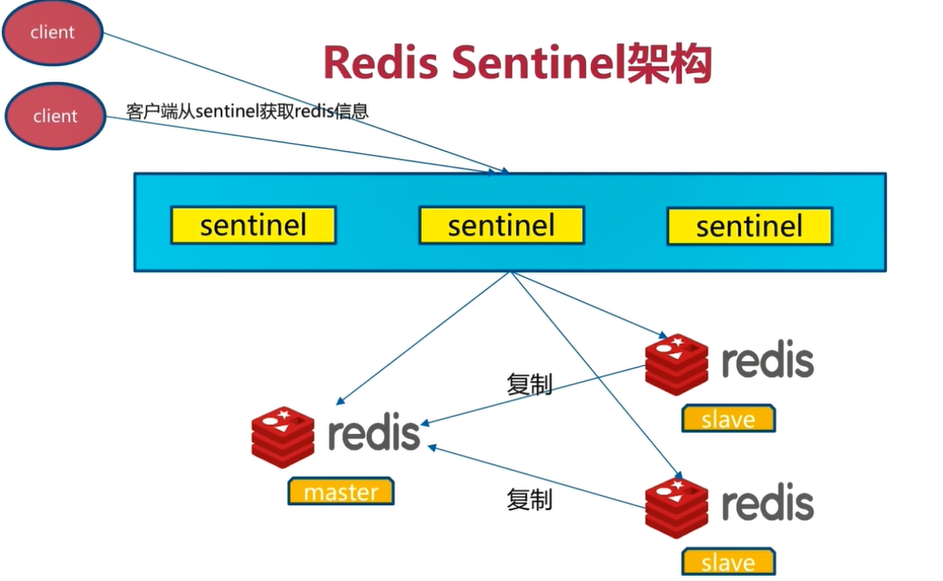 client
Redis Sentinel架构
client
客户端从sentinel获取redis信息
sentinel
sentinel
sentinel
redis
slave
复制
redis
master
复制
redis
slave